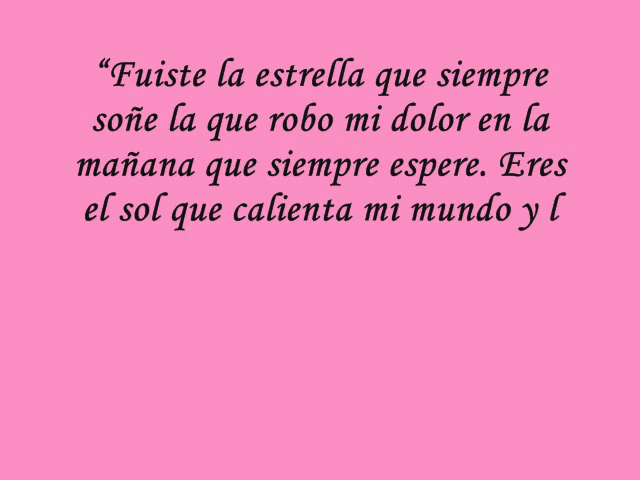 “Fuiste la estrella que siempre
soñe la que robo mi dolor en la
mañana que siempre espere. Eres
el sol que calienta mi mundo y l